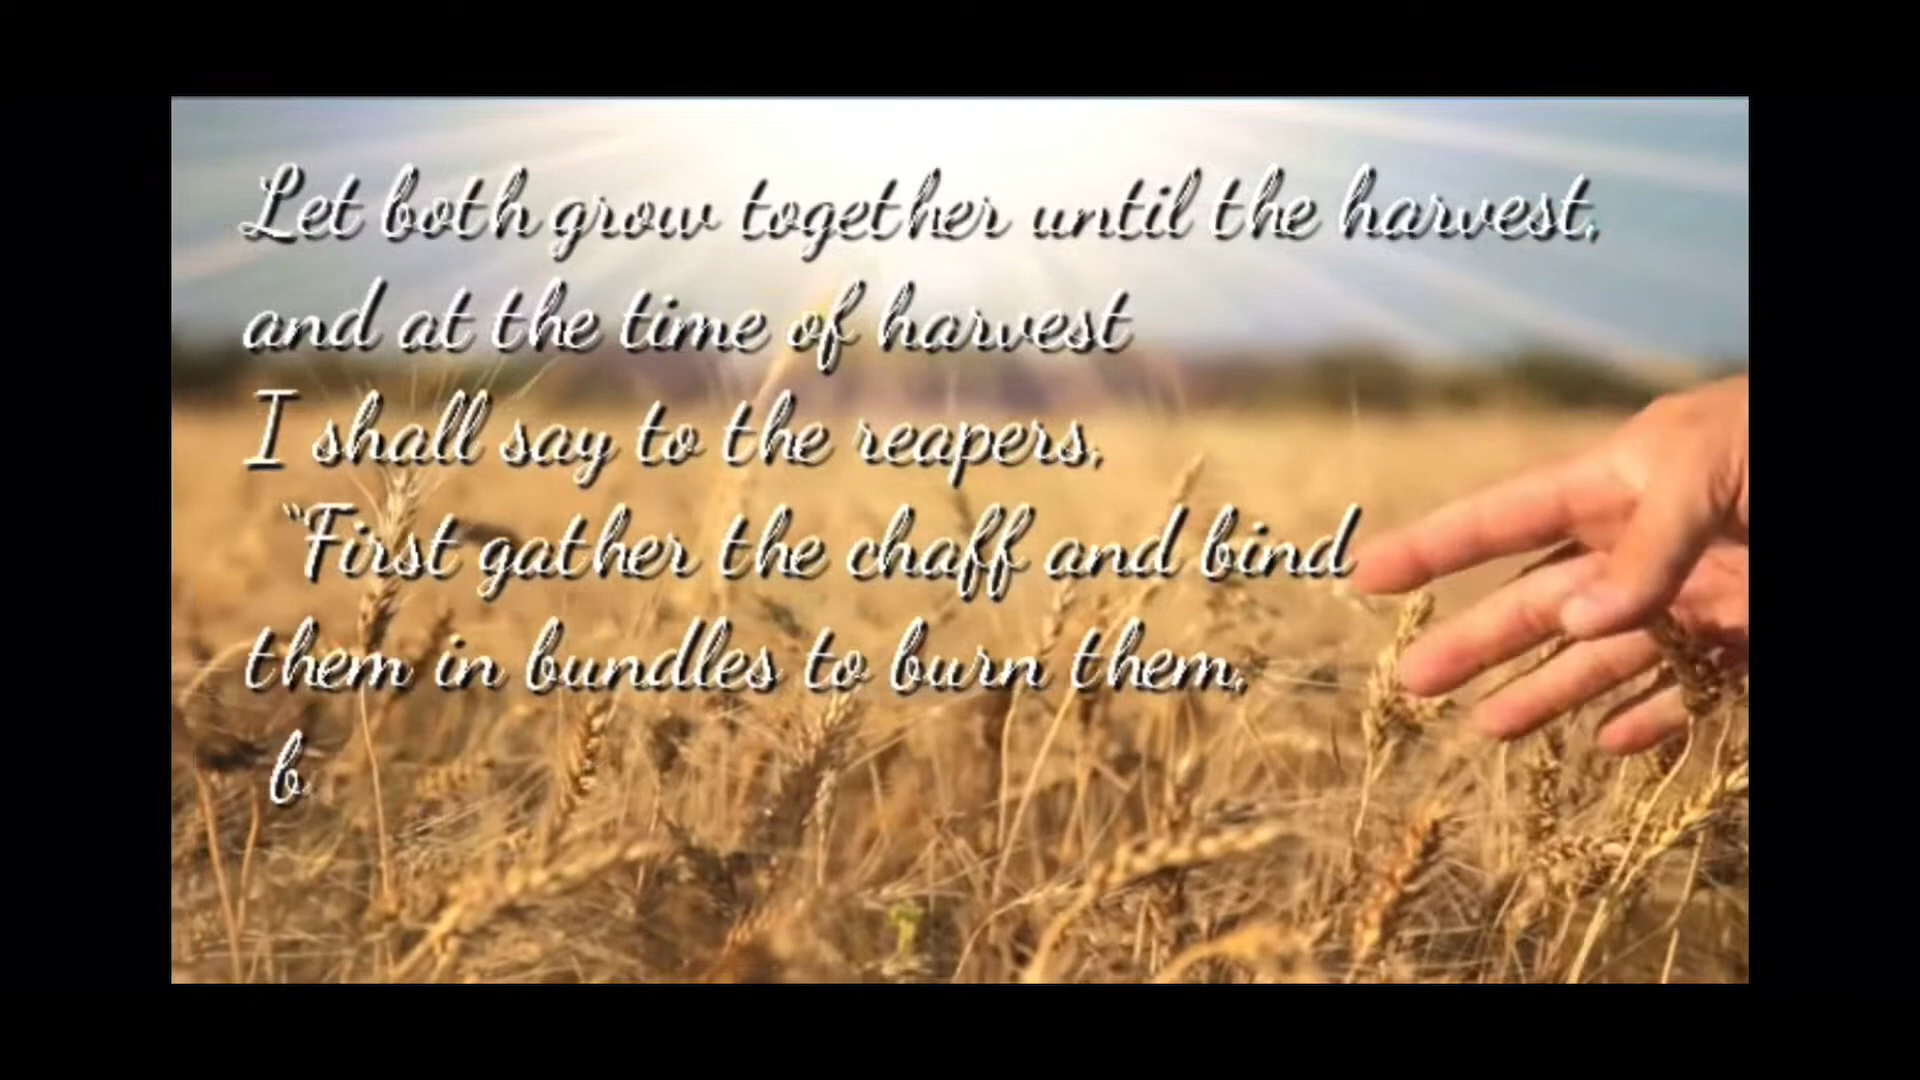 Let both grow together until the harvest,
and at the time of harvest
I shall say to the reapers,
“First gather the chaff and bind
them in bundles to burn them,
b